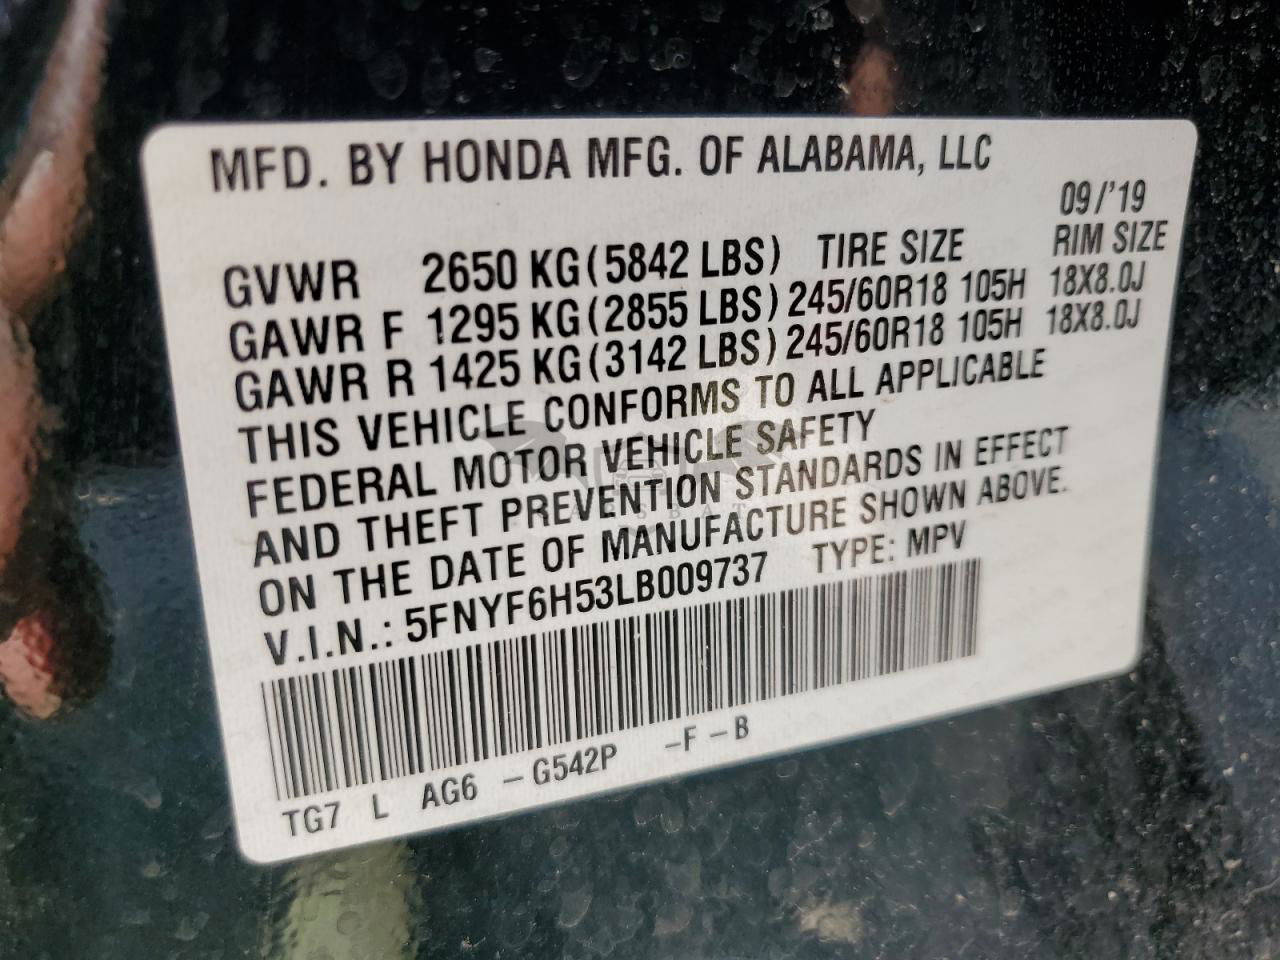 MFD. BY HONDA MFG. OF ALABAMA, LLC
09/'19
GVWR 2650 KG (5842 LBS) TIRE SIZE RIM SIZE
GAWR F 1295 KG (2855 LBS) 245/60R18 105H 18X8.0J
GAWR R 1425 KG (3142 LBS) 245/60R18 105H 18X8.0J
THIS VEHICLE CONFORMS TO ALL APPLICABLE
FEDERAL MOTOR VEHICLE SAFETY
AND THEFT PREVENTION STANDARDS IN EFFECT
ON THE DATE OF MANUFACTURE SHOWN ABOVE.
V.I.N.: 5FNYF6H53LB009737 TYPE: MPV
TG7 L AG6 -G542P -F-B